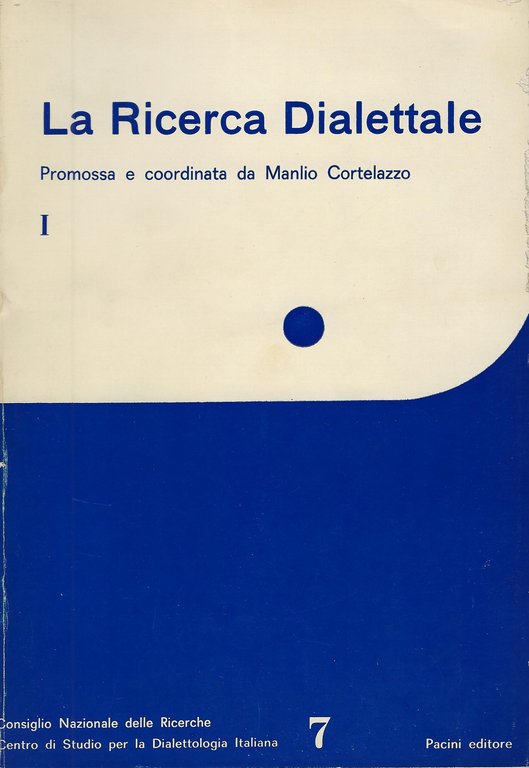 La Ricerca Dialettale
Promossa e coordinata da Manlio Cortelazzo
I
Consiglio Nazionale delle Ricerche
Centro di Studio per la Dialettologia Italiana
7
Pacini editore